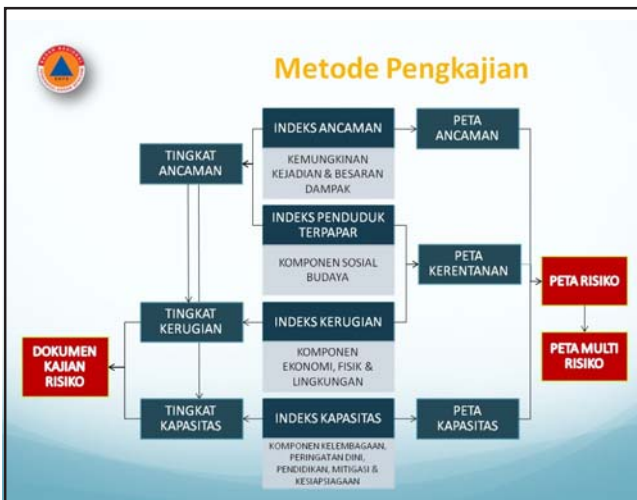 Metode Pengkajian
INDEKS ANCAMAN
KEMUNGKINAN
KEJADIAN & BESARAN
DAMPAK
PETA
ANCAMAN
TINGKAT
ANCAMAN
INDEKS PENDUDUK
TERPAPAR
KOMPONEN SOSIAL
BUDAYA
PETA
KERENTANAN
PETA RISIKO
TINGKAT
KERUGIAN
INDEKS KERUGIAN
KOMPONEN
EKONOMI, FISIK &
LINGKUNGAN
DOKUMEN
KAJIAN
RISIKO
PETA MULTI
RISIKO
TINGKAT
KAPASITAS
INDEKS KAPASITAS
KOMPONEN KELEMBAGAAN,
PERINGATAN DINI,
PENDIDIKAN, MITIGASI &
KESIAPSIAGAAN
PETA
KAPASITAS